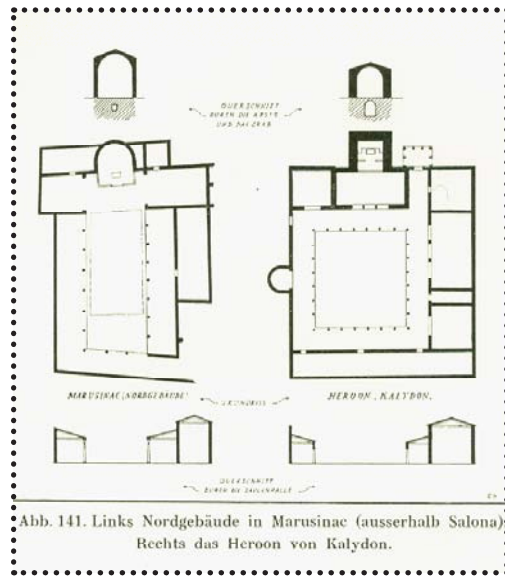 QUERSCHNITT
DURCH DIE APSIS
UND DAS GRAB
MARUSINAC (NORDGEBÄUDE)
GRUNDRISS
HEROON, KALYDON.
QUERSCHNITT
DURCH DIE SÄULENHALLE
Abb. 141. Links Nordgebäude in Marusinac (ausserhalb Salona)
Rechts das Heroon von Kalydon.